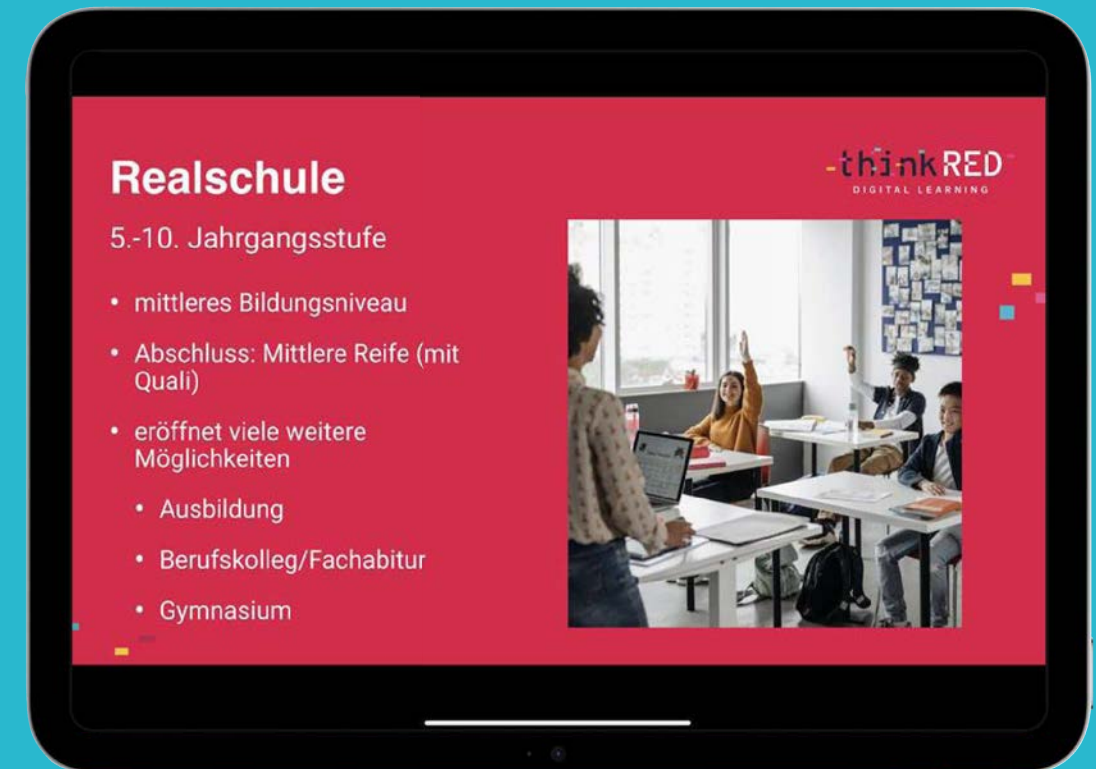 Realschule
thinkRED
DIGITAL LEARNING
5.-10. Jahrgangsstufe
• mittleres Bildungsniveau
• Abschluss: Mittlere Reife (mit
Quali)
• eröffnet viele weitere
Möglichkeiten
• Ausbildung
• Berufskolleg/Fachabitur
• Gymnasium